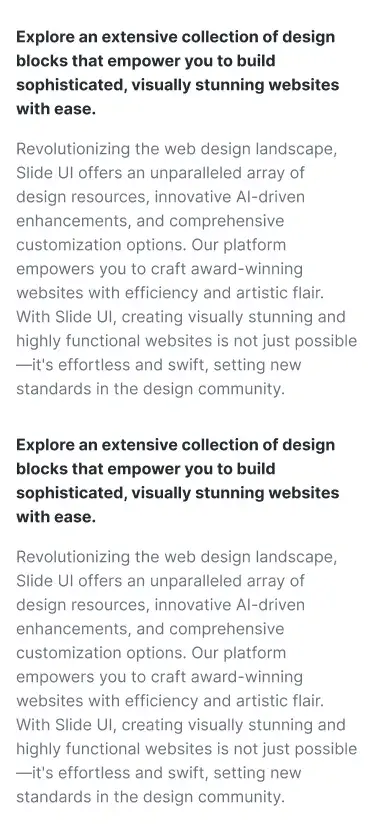 Explore an extensive collection of design
blocks that empower you to build
sophisticated, visually stunning websites
with ease.
Revolutionizing the web design landscape,
Slide UI offers an unparalleled array of
design resources, innovative AI-driven
enhancements, and comprehensive
customization options. Our platform
empowers you to craft award-winning
websites with efficiency and artistic flair.
With Slide UI, creating visually stunning and
highly functional websites is not just possible
—it's effortless and swift, setting new
standards in the design community.
Explore an extensive collection of design
blocks that empower you to build
sophisticated, visually stunning websites
with ease.
Revolutionizing the web design landscape,
Slide UI offers an unparalleled array of
design resources, innovative AI-driven
enhancements, and comprehensive
customization options. Our platform
empowers you to craft award-winning
websites with efficiency and artistic flair.
With Slide UI, creating visually stunning and
highly functional websites is not just possible
—it's effortless and swift, setting new
standards in the design community.